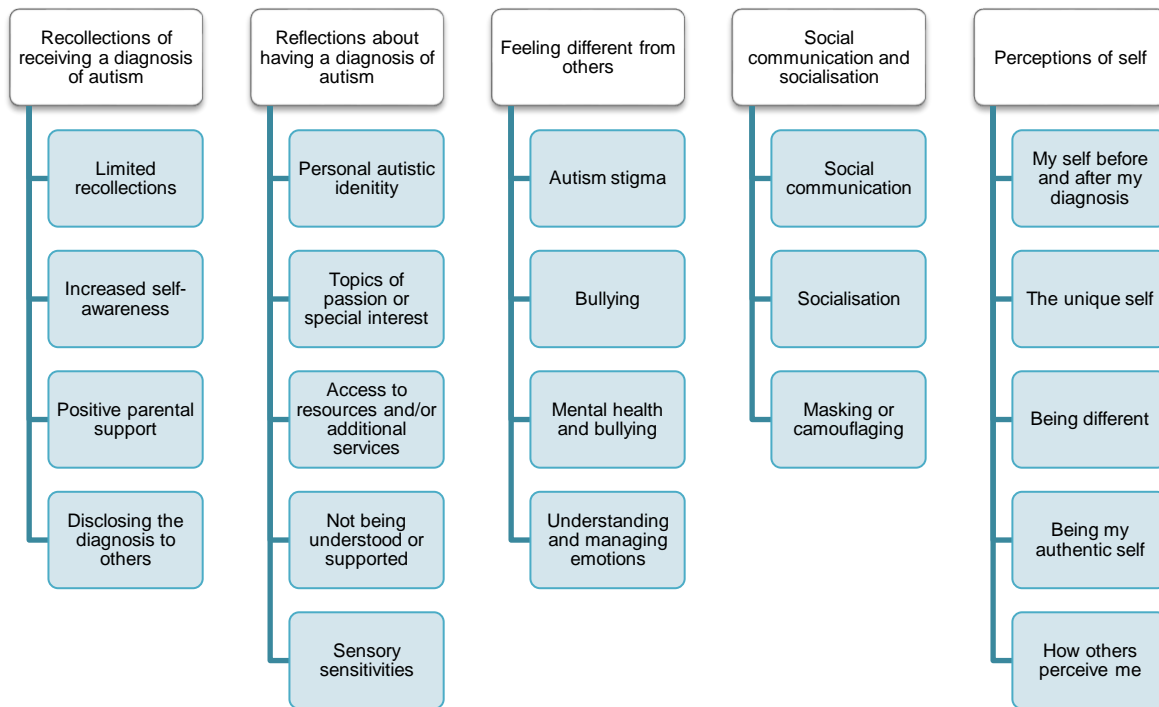 Recollections of
receiving a diagnosis
of autism
Limited
recollections
Increased self-
awareness
Positive parental
support
Disclosing the
diagnosis to
others
Reflections about
having a diagnosis of
autism
Personal autistic
idenitity
Topics of
passion or
special interest
Access to
resources and/or
additional
services
Not being
understood or
supported
Sensory
sensitivities
Feeling different from
others
Autism stigma
Bullying
Mental health
and bullying
Understanding
and managing
emotions
Social
communication and
socialisation
Social
communication
Socialisation
Masking or
camouflaging
Perceptions of self
My self before
and after my
diagnosis
The unique self
Being different
Being my
authentic self
How others
perceive me